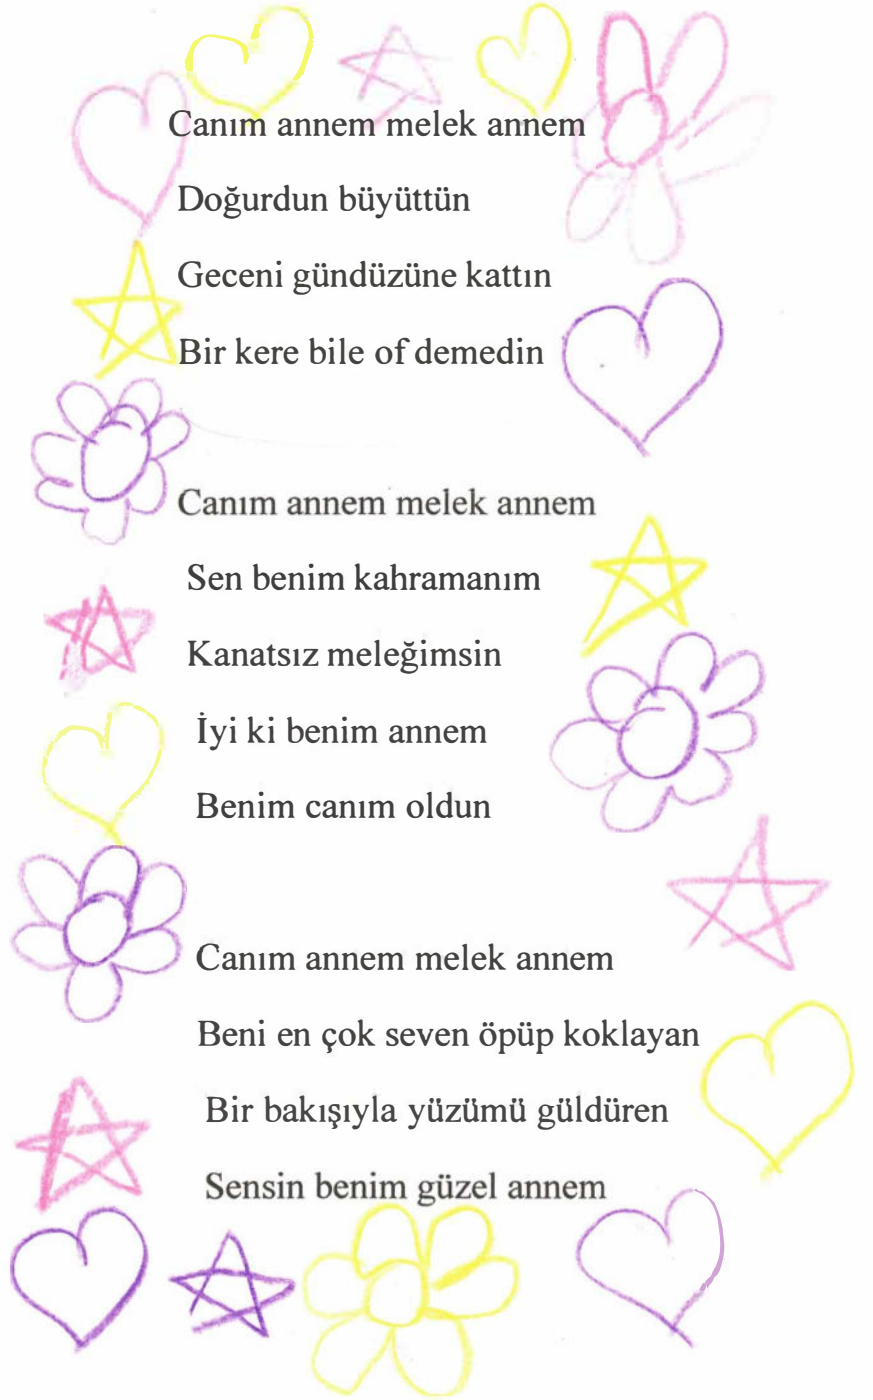 Canım annem melek annem
Doğurdun büyüttün
Geceni gündüzüne kattın
Bir kere bile of demedin
Canım annem melek annem
Sen benim kahramanım
Kanatsız meleğimsin
İyi ki benim annem
Benim canım oldun
Canım annem melek annem
Beni en çok seven öpüp koklayan
Bir bakışıyla yüzümü güldüren
Sensin benim güzel annem